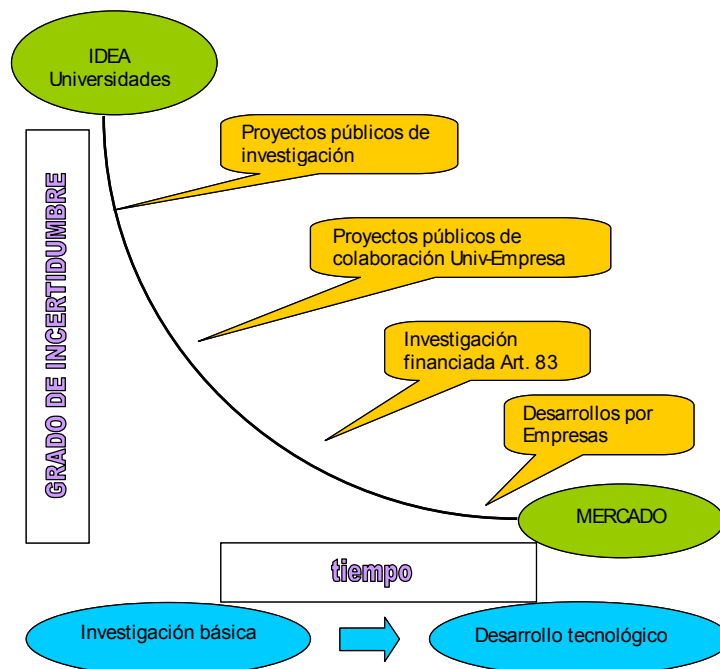 IDEA
Universidades
Proyectos públicos de
investigación
GRADO DE INCERTIDUMBRE
Proyectos públicos de
colaboración Univ-Empresa
Investigación
financiada Art. 83
Desarrollos por
Empresas
MERCADO
tiempo
Investigación básica
Desarrollo tecnológico